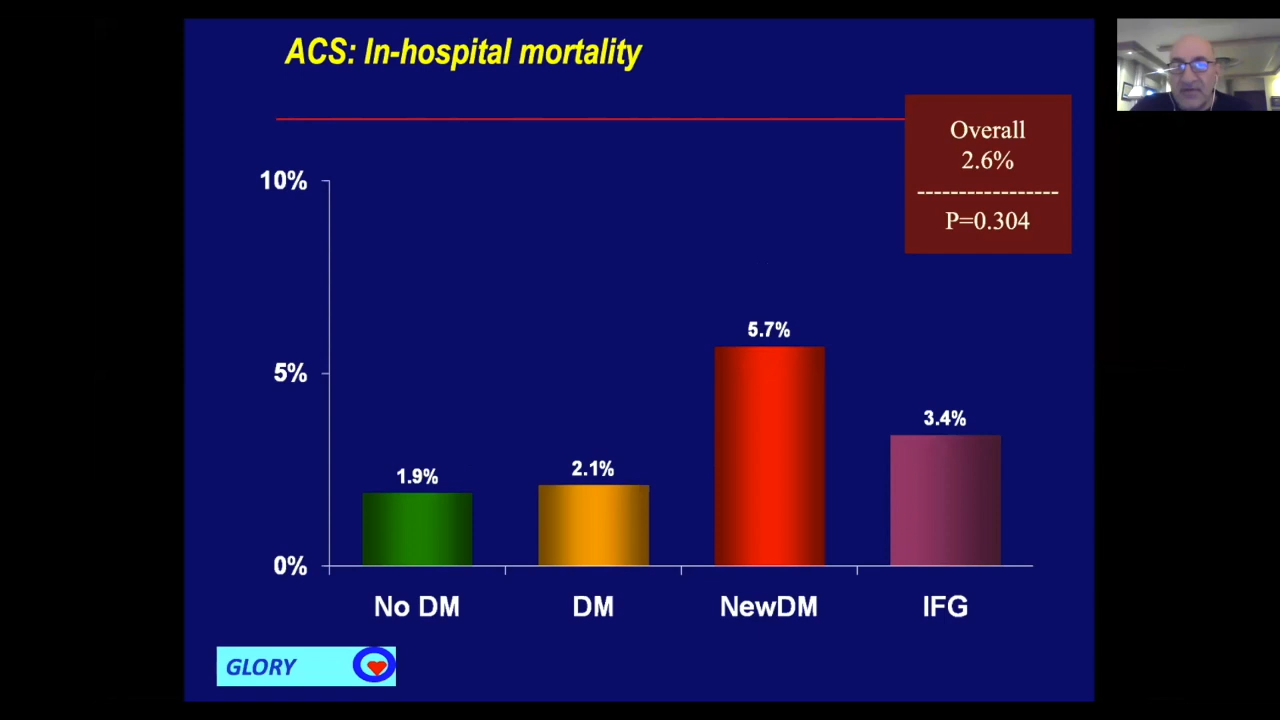 ACS: In-hospital mortality
Overall
2.6%
------------------
P=0.304
10%
5%
0%
1.9%
2.1%
5.7%
3.4%
No DM
DM
NewDM
IFG
GLORY